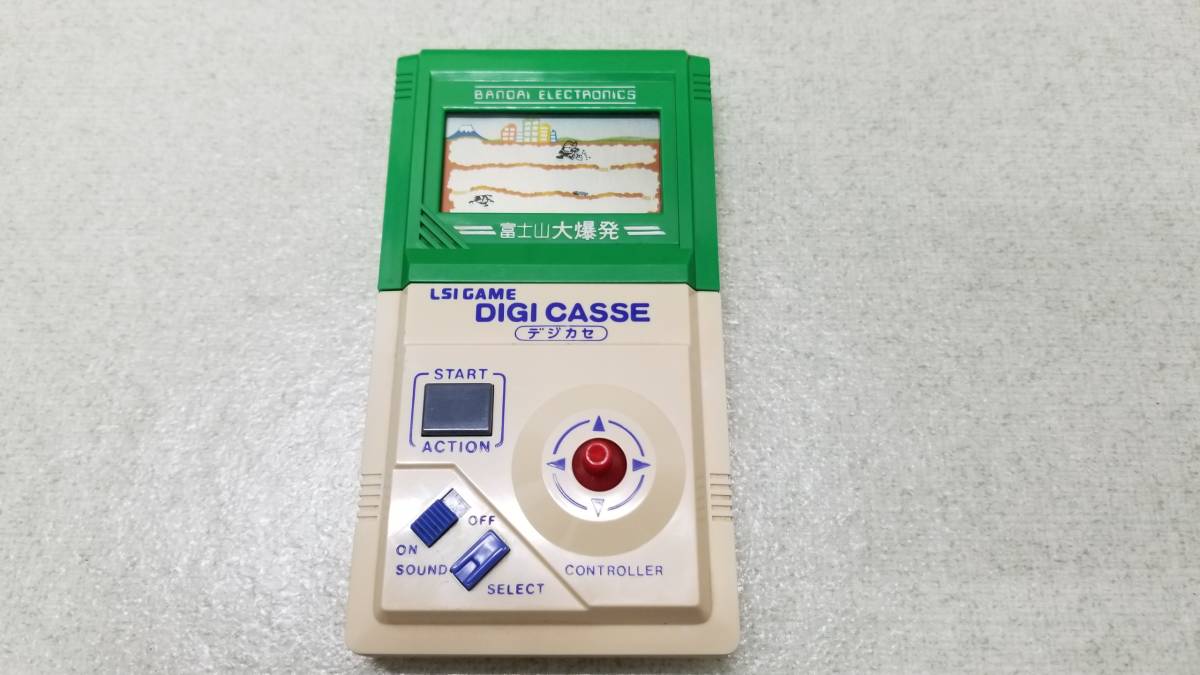 BANDAI ELECTRONICS
富士山大爆発
LSI GAME
DIGI CASSE
デジカセ
START
ACTION
OFF
ON
SOUND
SELECT
CONTROLLER